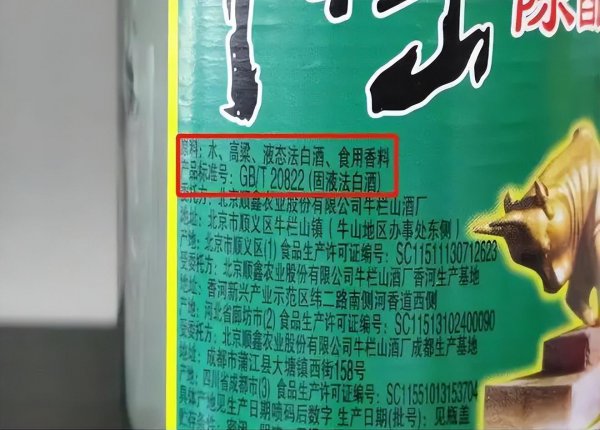 陈酿
原料：水、高粱、液态法白酒、食用香料
产品标准号：GB/T 20822 (固液法白酒)
委托方：北京顺鑫农业股份有限公司牛栏山酒厂
地址：北京市顺义区牛栏山镇（牛山地区办事处东侧）
产地：北京市顺义区(1) 食品生产许可证编号：SC11511130712623
受委托方：北京顺鑫农业股份有限公司牛栏山酒厂香河生产基地
地址：香河新兴产业示范区纬二路南侧河香道西侧
产地：河北省廊坊市(2) 食品生产许可证编号：SC11513102400090
受委托方：北京顺鑫农业股份有限公司牛栏山酒厂成都生产基地
地址：成都市蒲江县大塘镇西街158号
产地：四川省成都市(3) 食品生产许可证编号：SC11551013153704
具体产地见生产日期喷码后数字 生产日期(批号)：见瓶盖
贮存条件：